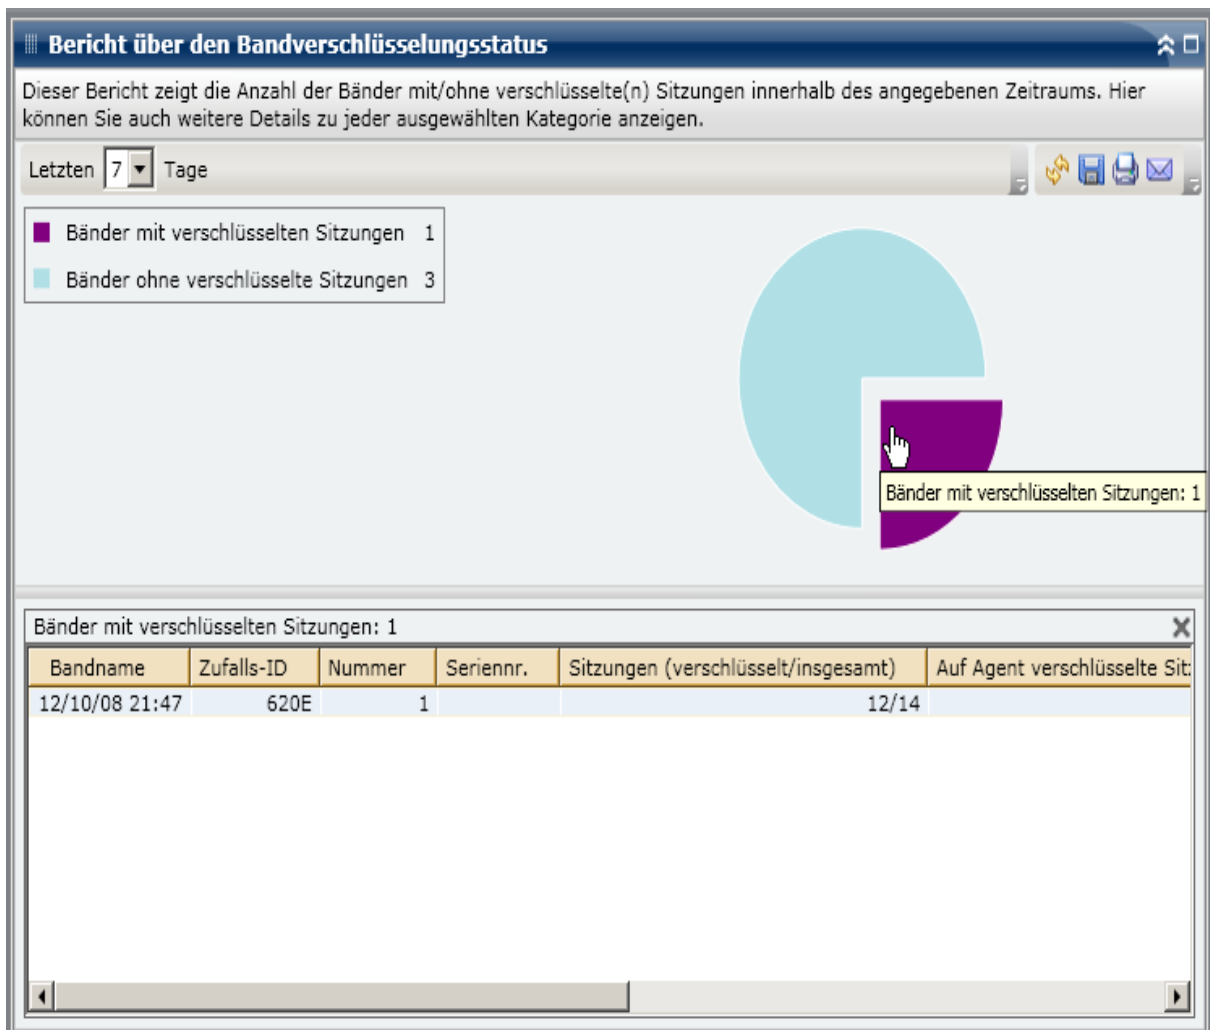 Bericht über den Bandverschlüsselungsstatus
Dieser Bericht zeigt die Anzahl der Bänder mit/ohne verschlüsselte(n) Sitzungen innerhalb des angegebenen Zeitraums. Hier
können Sie auch weitere Details zu jeder ausgewählten Kategorie anzeigen.
Letzten 7 Tage
Bänder mit verschlüsselten Sitzungen 1
Bänder ohne verschlüsselte Sitzungen 3
Bänder mit verschlüsselten Sitzungen: 1
Bänder mit verschlüsselten Sitzungen: 1
Bandname Zufalls-ID Nummer Seriennr. Sitzungen (verschlüsselt/insgesamt) Auf Agent verschlüsselte Sitz
12/10/08 21:47 620E 1 12/14